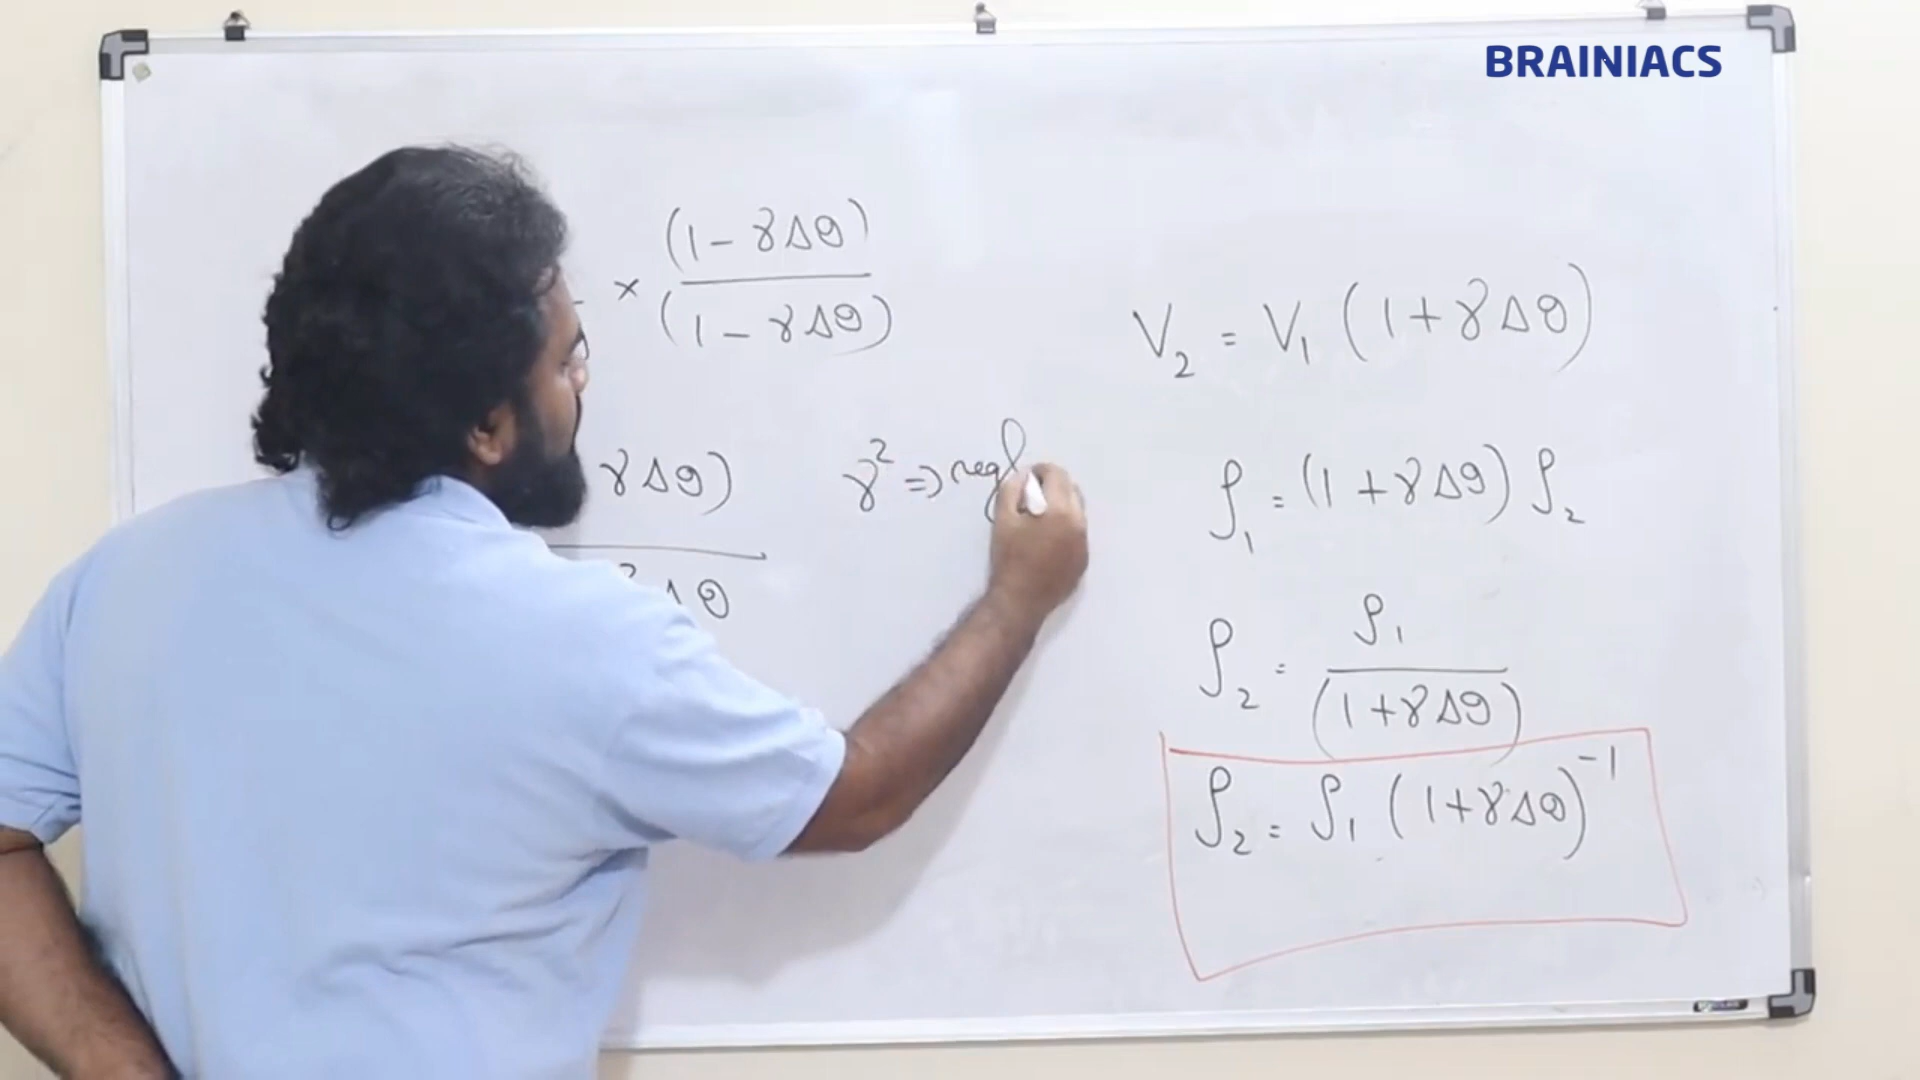 BRAINIACS
× (1 - γΔθ)
(1 - γΔθ)
γΔθ)
Δθ
γ² ⇒ negl
V₂ = V₁ (1 + γΔθ)
ρ₁ = (1 + γΔθ) ρ₂
ρ₂ = ρ₁
(1 + γΔθ)
ρ₂ = ρ₁ (1 + γΔθ)⁻¹